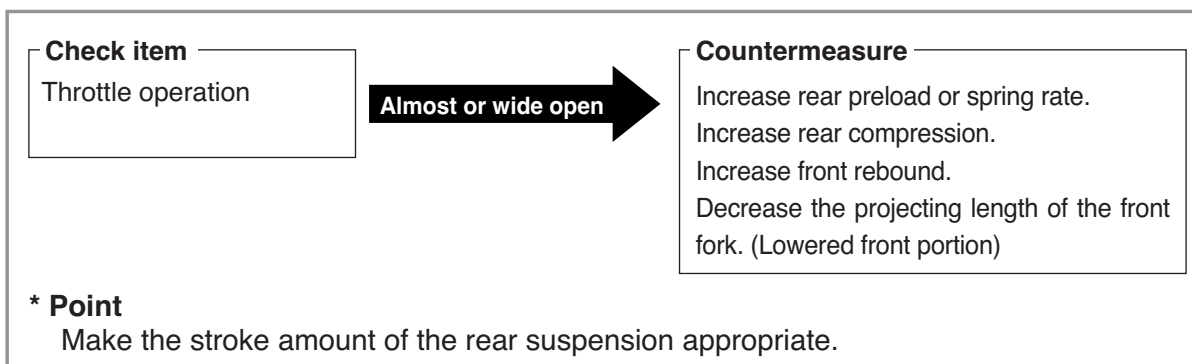 Check item
Throttle operation
Almost or wide open
Countermeasure
Increase rear preload or spring rate.
Increase rear compression.
Increase front rebound.
Decrease the projecting length of the front
fork. (Lowered front portion)
* Point
Make the stroke amount of the rear suspension appropriate.